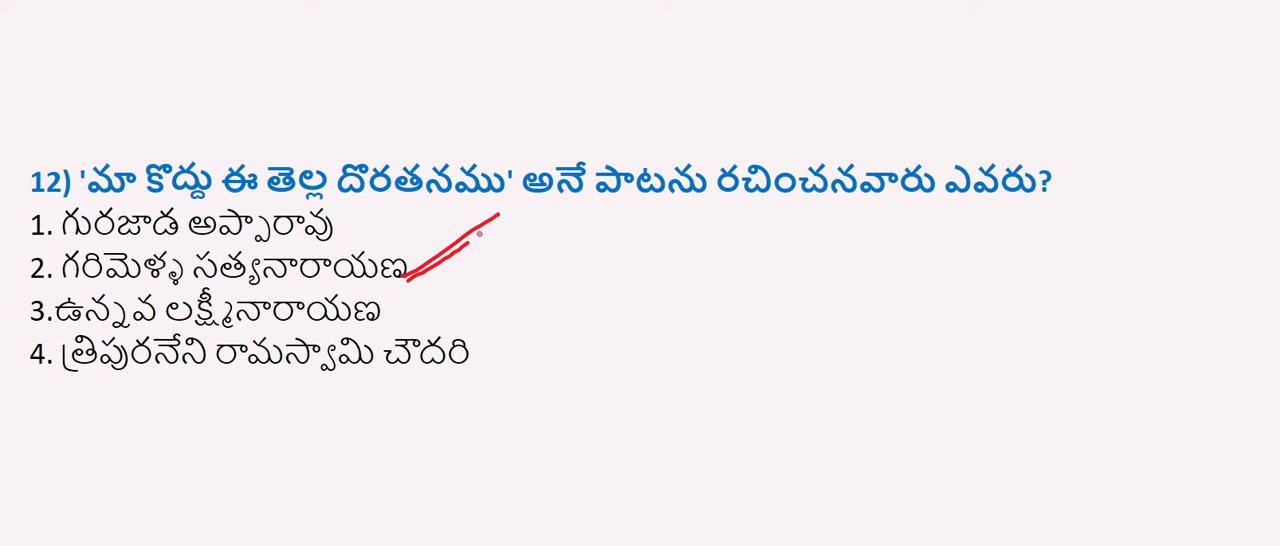 12) 'మా కొద్దు ఈ తెల్ల దొరతనము' అనే పాటను రచించనవారు ఎవరు?
1. గురజాడ అప్పారావు
2. గరిమెళ్ళ సత్యనారాయణ
3.ఉన్నవ లక్ష్మీనారాయణ
4. త్రిపురనేని రామస్వామి చౌదరి